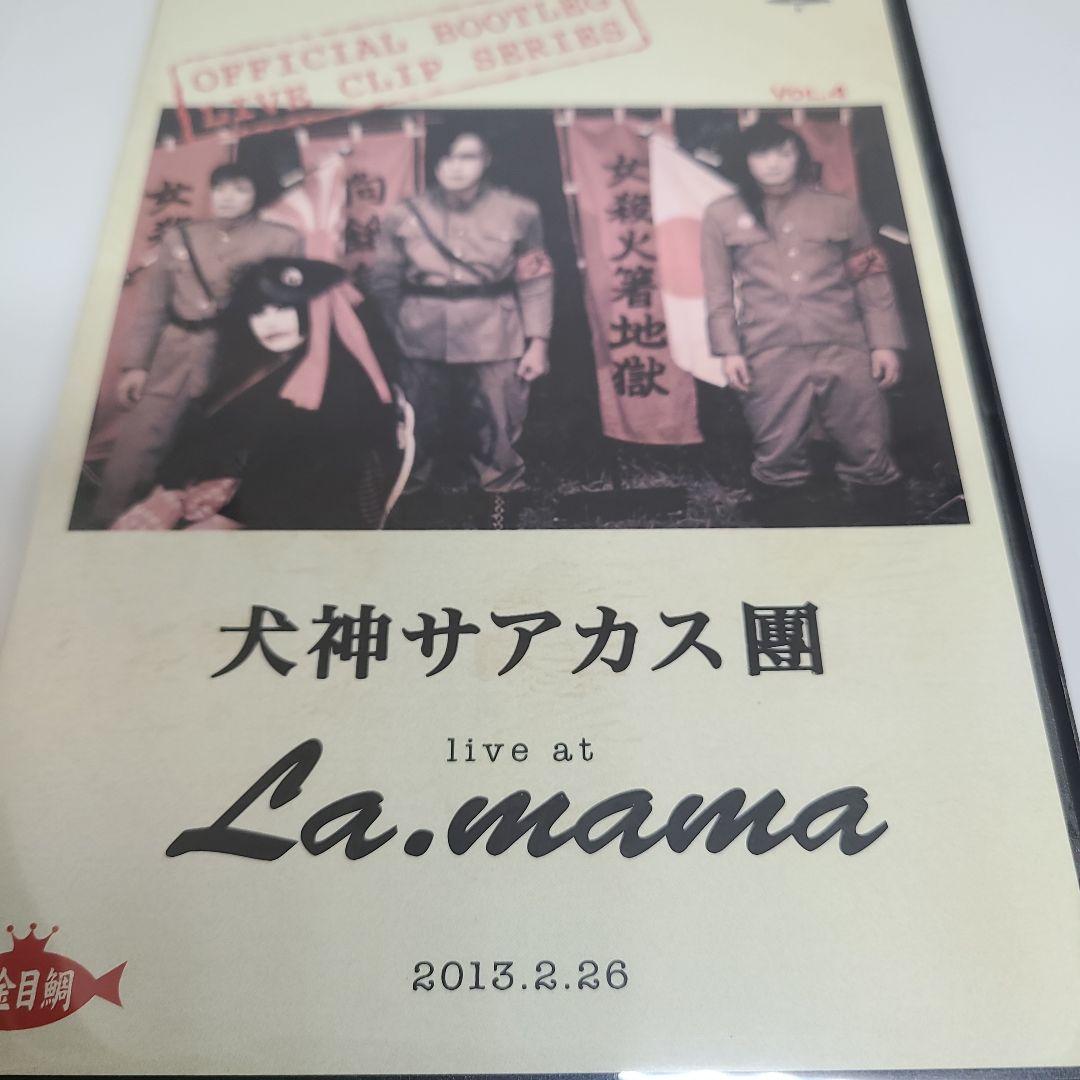 OFFICIAL BOOTLEG
LIVE CLIP SERIES
VOL.4
女殺火箸地獄
犬神サアカス團
live at
La.mama
金目鯛
2013.2.26